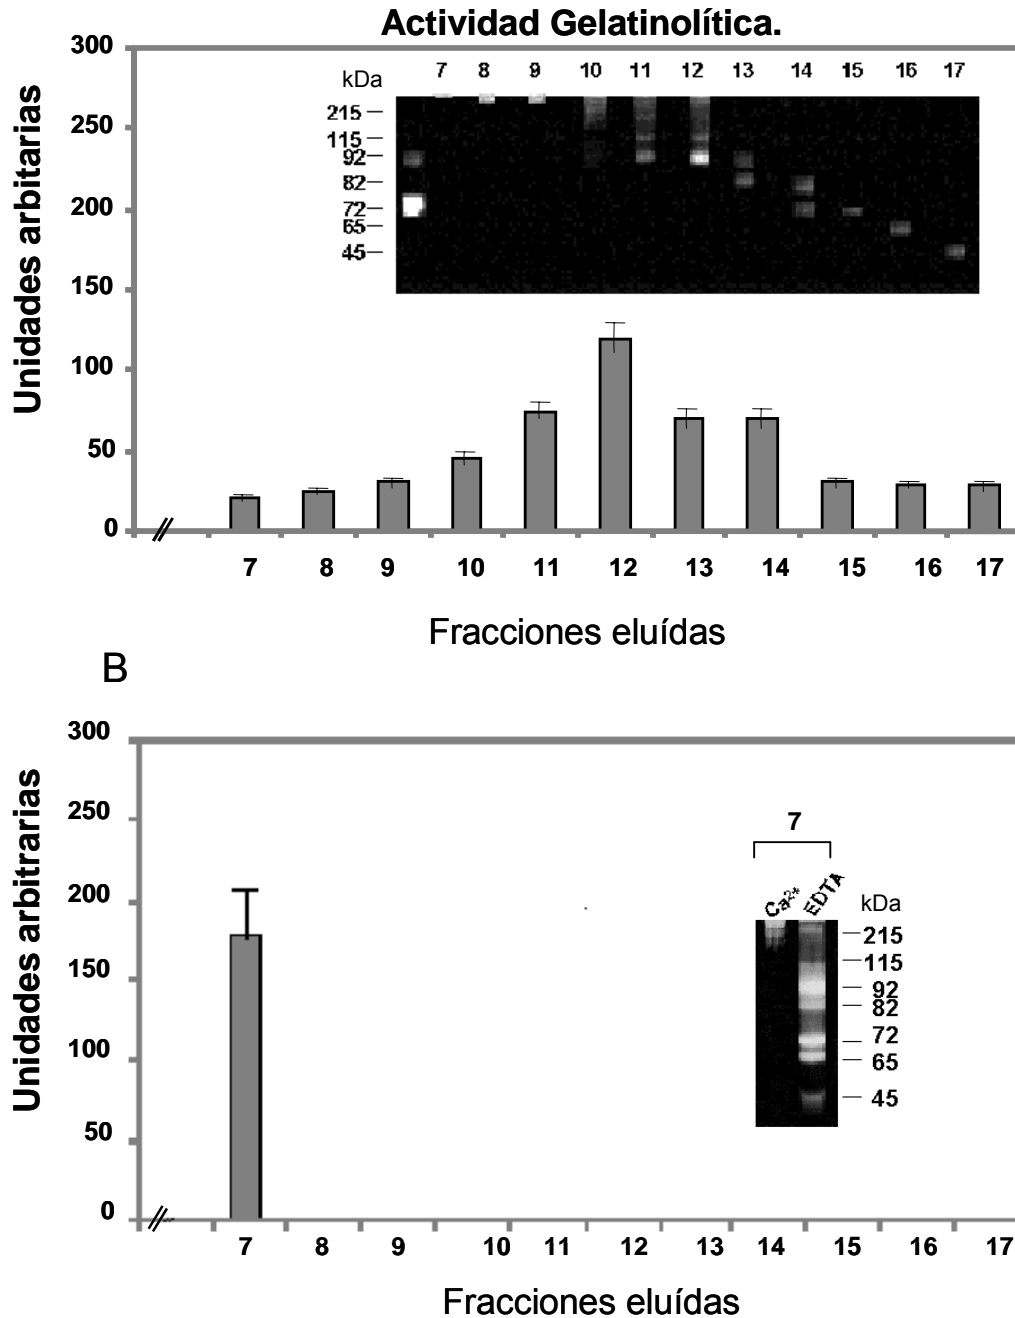 Actividad Gelatinolítica.
Unidades arbitarias
300
250
200
150
100
50
0
kDa
7 8 9 10 11 12 13 14 15 16 17
215
115
92
82
72
65
45
7 8 9 10 11 12 13 14 15 16 17
Fracciones eluídas
B
Unidades arbitrarias
300
250
200
150
100
50
0
7
Ca²⁺ EDTA
kDa
215
115
92
82
72
65
45
7 8 9 10 11 12 13 14 15 16 17
Fracciones eluídas